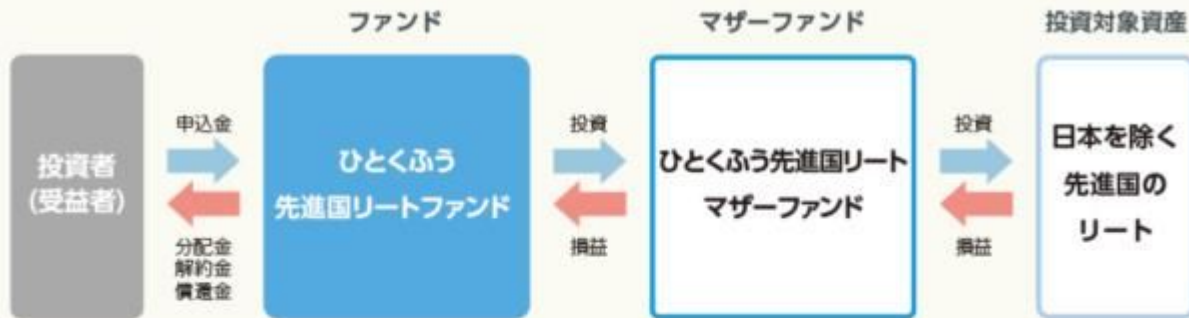 ファンド
マザーファンド
投資対象資産
投資者
(受益者)
申込金
分配金
解約金
償還金
ひとくふう
先進国リートファンド
投資
損益
ひとくふう先進国リート
マザーファンド
投資
損益
日本を除く
先進国の
リート